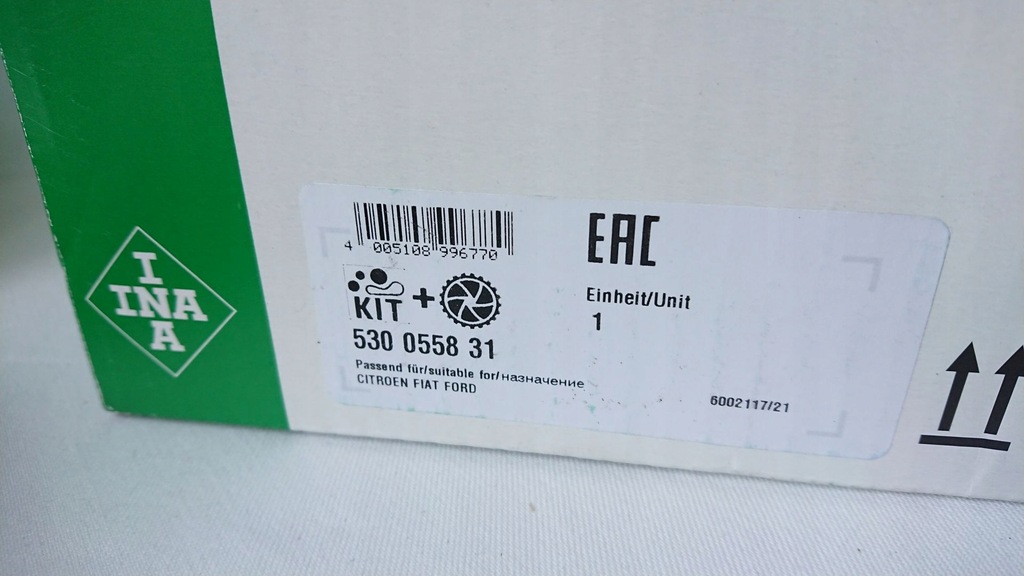 I
INA
A
4 005108 996770
EAC
KIT +
Einheit/Unit
1
530 0558 31
Passend für/suitable for/назначение
CITROEN FIAT FORD
6002117/21